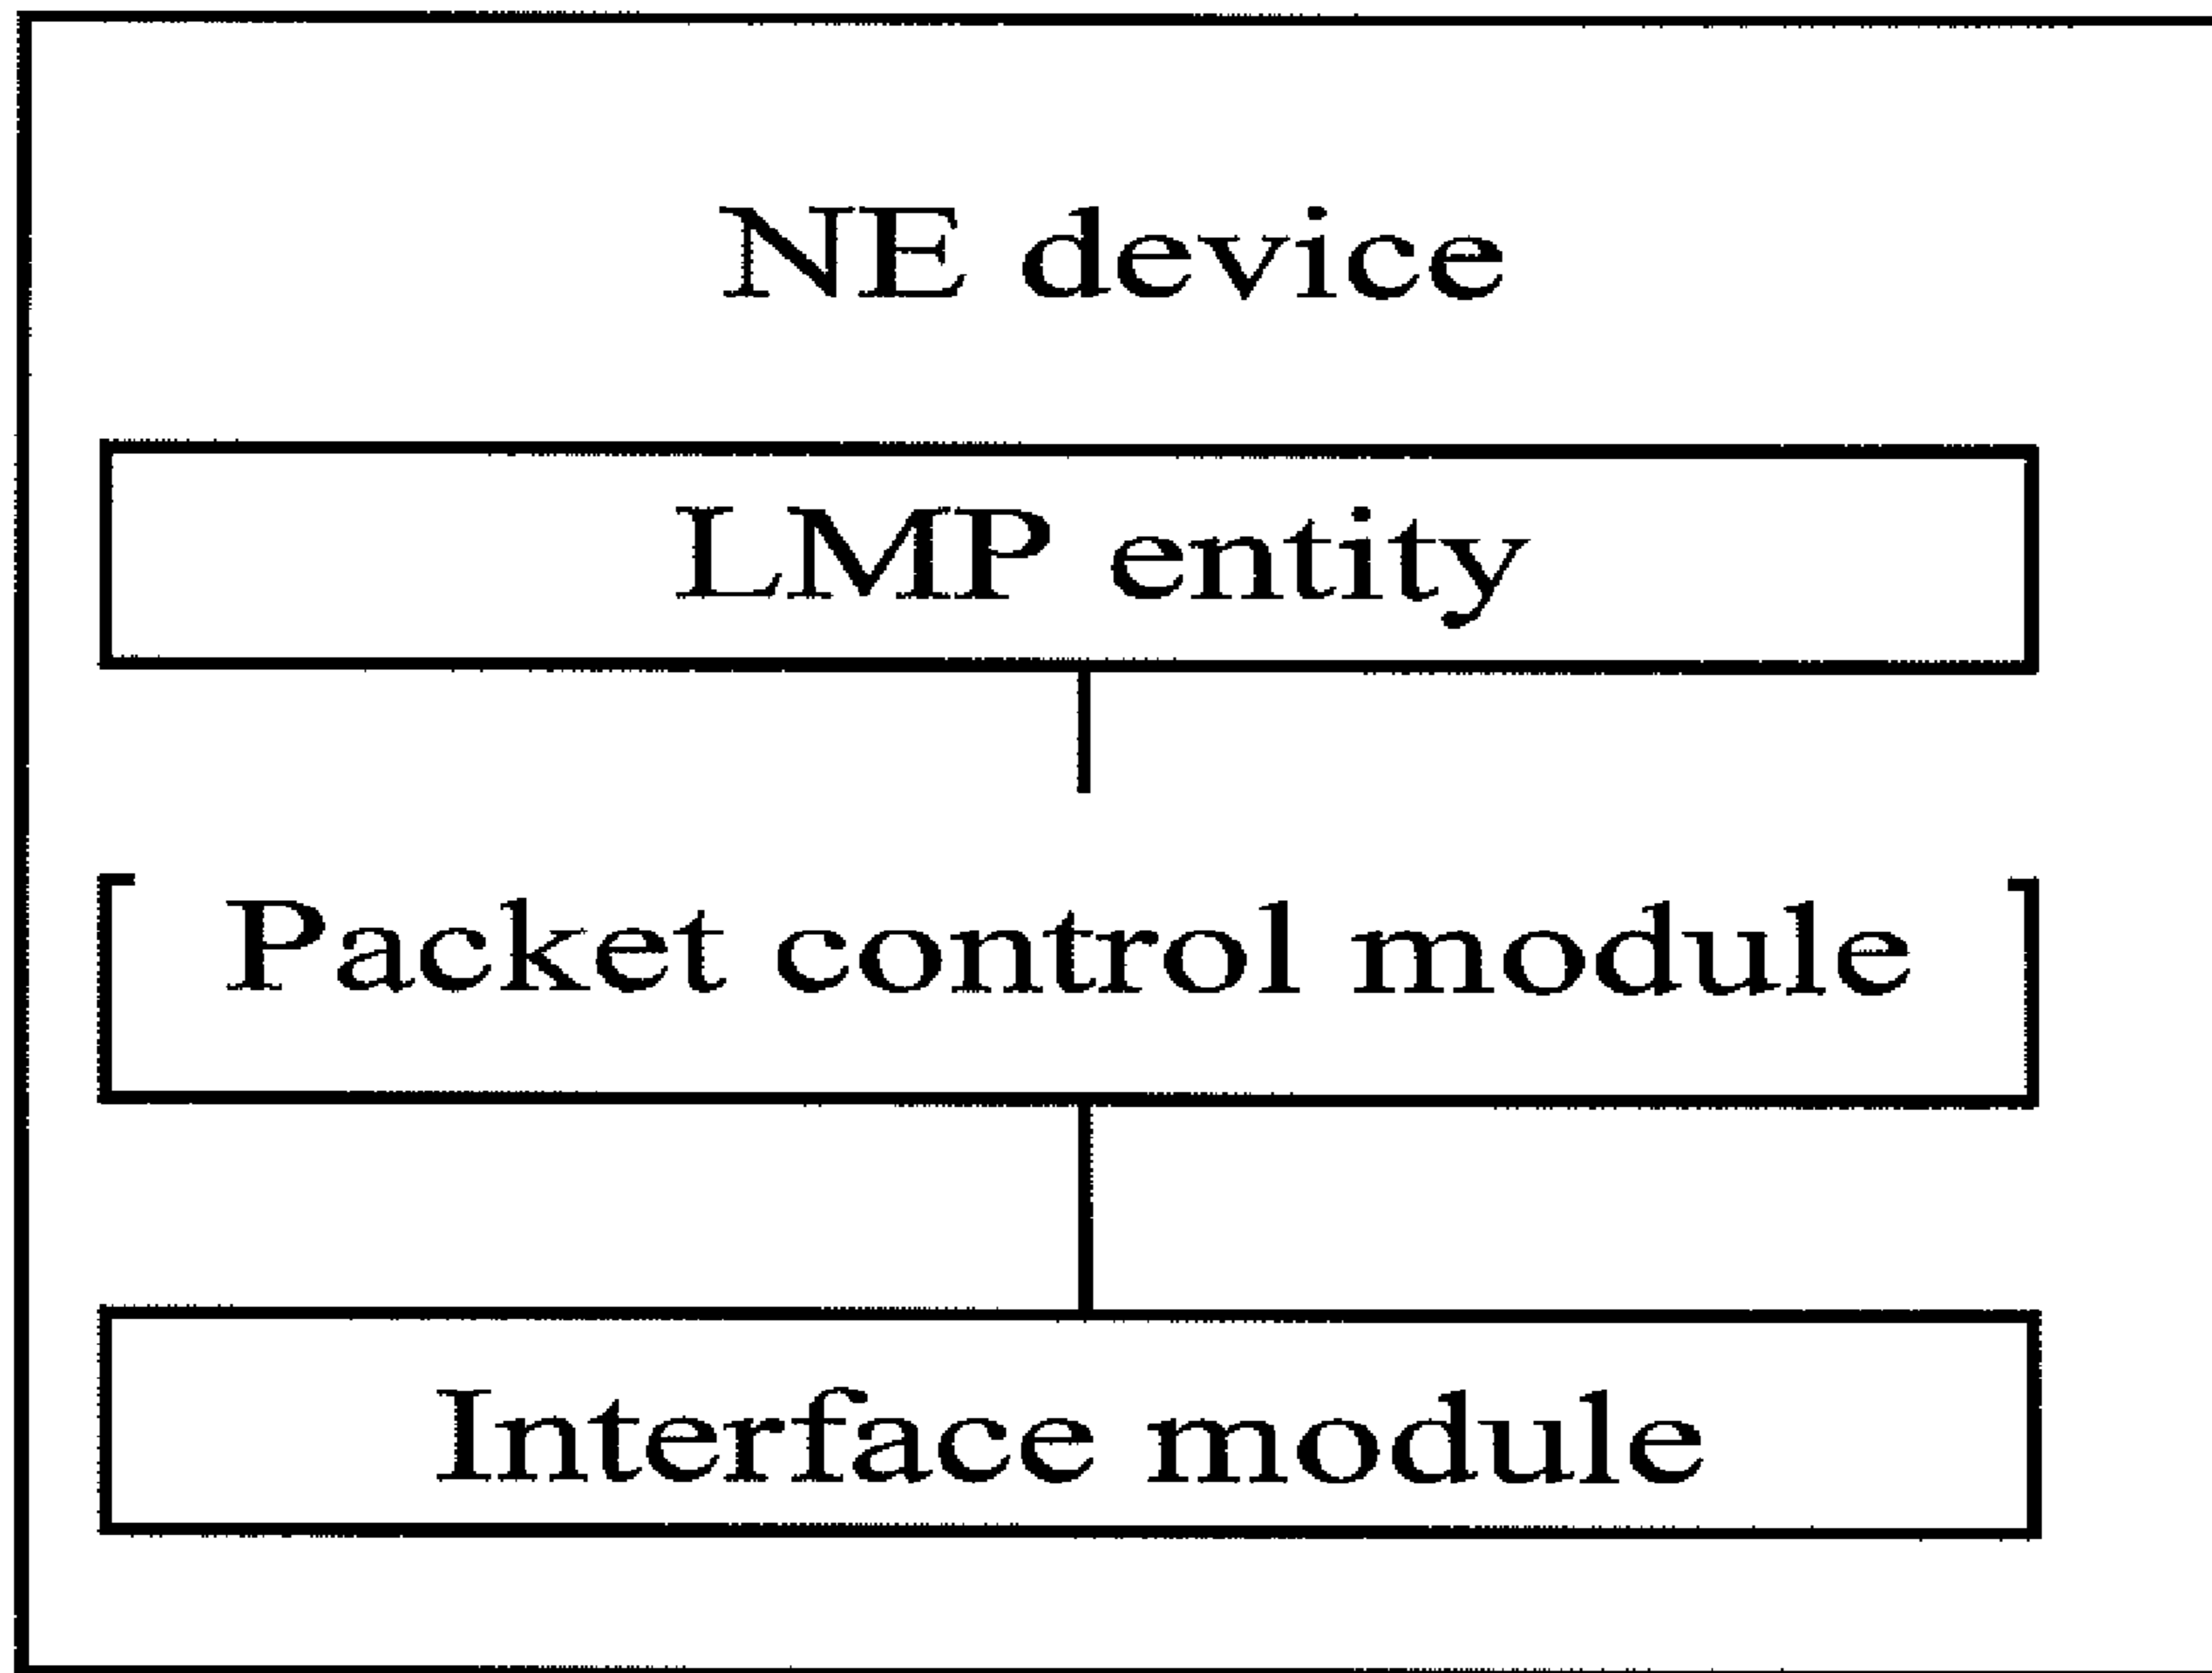 NE device
LMP entity
Packet control module
Interface module